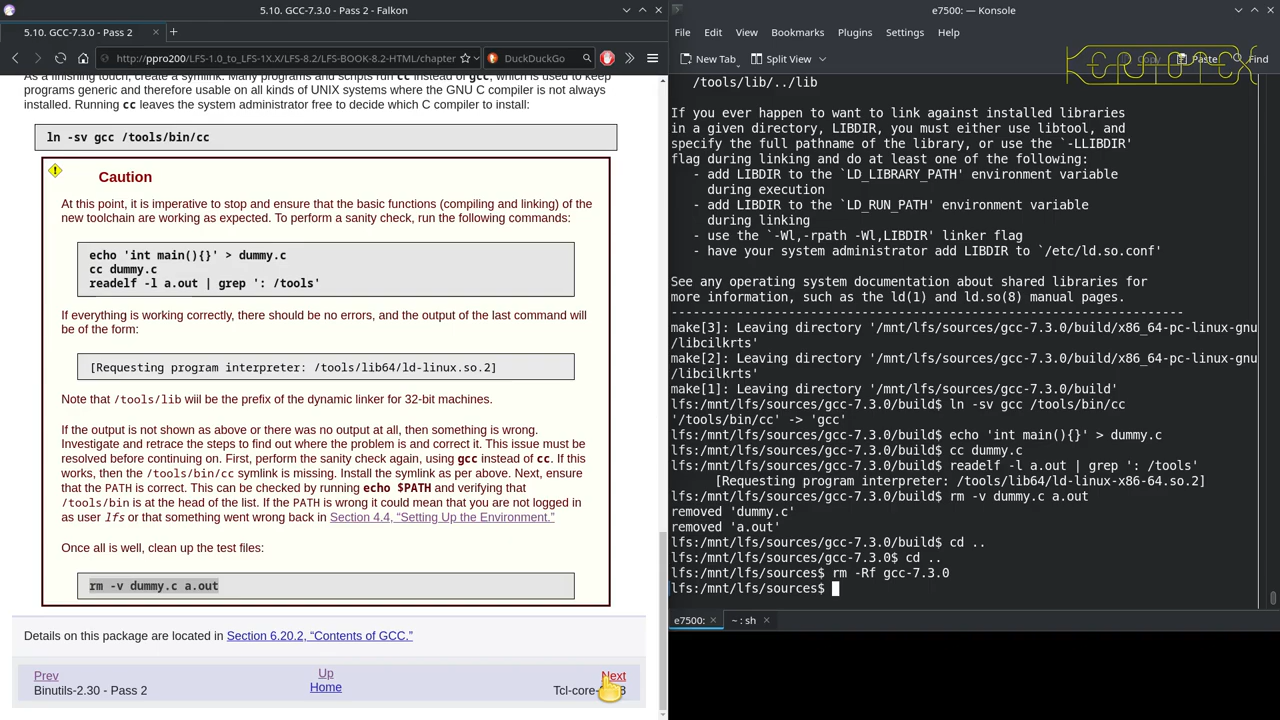 5.10. GCC-7.3.0 - Pass 2 - Falkon
5.10. GCC-7.3.0 - Pass 2
http://ppro200/LFS-1.0_to_LFS-1X.X/LFS-8.2/LFS-BOOK-8.2-HTML/chapter
DuckDuckGo
As a finishing touch, create a symlink. Many programs and scripts run cc instead of gcc, which is used to keep
programs generic and therefore usable on all kinds of UNIX systems where the GNU C compiler is not always
installed. Running cc leaves the system administrator free to decide which C compiler to install:
ln -sv gcc /tools/bin/cc
Caution
At this point, it is imperative to stop and ensure that the basic functions (compiling and linking) of the
new toolchain are working as expected. To perform a sanity check, run the following commands:
echo 'int main(){}' > dummy.c
cc dummy.c
readelf -l a.out | grep ': /tools'
If everything is working correctly, there should be no errors, and the output of the last command will
be of the form:
[Requesting program interpreter: /tools/lib64/ld-linux.so.2]
Note that /tools/lib wiil be the prefix of the dynamic linker for 32-bit machines.
If the output is not shown as above or there was no output at all, then something is wrong.
Investigate and retrace the steps to find out where the problem is and correct it. This issue must be
resolved before continuing on. First, perform the sanity check again, using gcc instead of cc. If this
works, then the /tools/bin/cc symlink is missing. Install the symlink as per above. Next, ensure
that the PATH is correct. This can be checked by running echo $PATH and verifying that
/tools/bin is at the head of the list. If the PATH is wrong it could mean that you are not logged in
as user lfs or that something went wrong back in Section 4.4, “Setting Up the Environment.”
Once all is well, clean up the test files:
rm -v dummy.c a.out
Details on this package are located in Section 6.20.2, “Contents of GCC.”
Prev
Up
Next
Binutils-2.30 - Pass 2
Home
Tcl-core-
e7500: — Konsole
File Edit View Bookmarks Plugins Settings Help
New Tab
Split View
Copy
Paste
Find
/tools/lib/../lib
If you ever happen to want to link against installed libraries
in a given directory, LIBDIR, you must either use libtool, and
specify the full pathname of the library, or use the `-LLIBDIR'
flag during linking and do at least one of the following:
- add LIBDIR to the `LD_LIBRARY_PATH' environment variable
during execution
- add LIBDIR to the `LD_RUN_PATH' environment variable
during linking
- use the `-Wl,-rpath -Wl,LIBDIR' linker flag
- have your system administrator add LIBDIR to `/etc/ld.so.conf'
See any operating system documentation about shared libraries for
more information, such as the ld(1) and ld.so(8) manual pages.
----------------------------------------------------------------------
make[3]: Leaving directory '/mnt/lfs/sources/gcc-7.3.0/build/x86_64-pc-linux-gnu
/libcilkrts'
make[2]: Leaving directory '/mnt/lfs/sources/gcc-7.3.0/build/x86_64-pc-linux-gnu
/libcilkrts'
make[1]: Leaving directory '/mnt/lfs/sources/gcc-7.3.0/build'
lfs:/mnt/lfs/sources/gcc-7.3.0/build$ ln -sv gcc /tools/bin/cc
'/tools/bin/cc' -> 'gcc'
lfs:/mnt/lfs/sources/gcc-7.3.0/build$ echo 'int main(){}' > dummy.c
lfs:/mnt/lfs/sources/gcc-7.3.0/build$ cc dummy.c
lfs:/mnt/lfs/sources/gcc-7.3.0/build$ readelf -l a.out | grep ': /tools'
[Requesting program interpreter: /tools/lib/ld-linux-x86-64.so.2]
lfs:/mnt/lfs/sources/gcc-7.3.0/build$ rm -v dummy.c a.out
removed 'dummy.c'
removed 'a.out'
lfs:/mnt/lfs/sources/gcc-7.3.0/build$ cd ..
lfs:/mnt/lfs/sources/gcc-7.3.0$ cd ..
lfs:/mnt/lfs/sources$ rm -Rf gcc-7.3.0
lfs:/mnt/lfs/sources$
e7500:
~ : sh